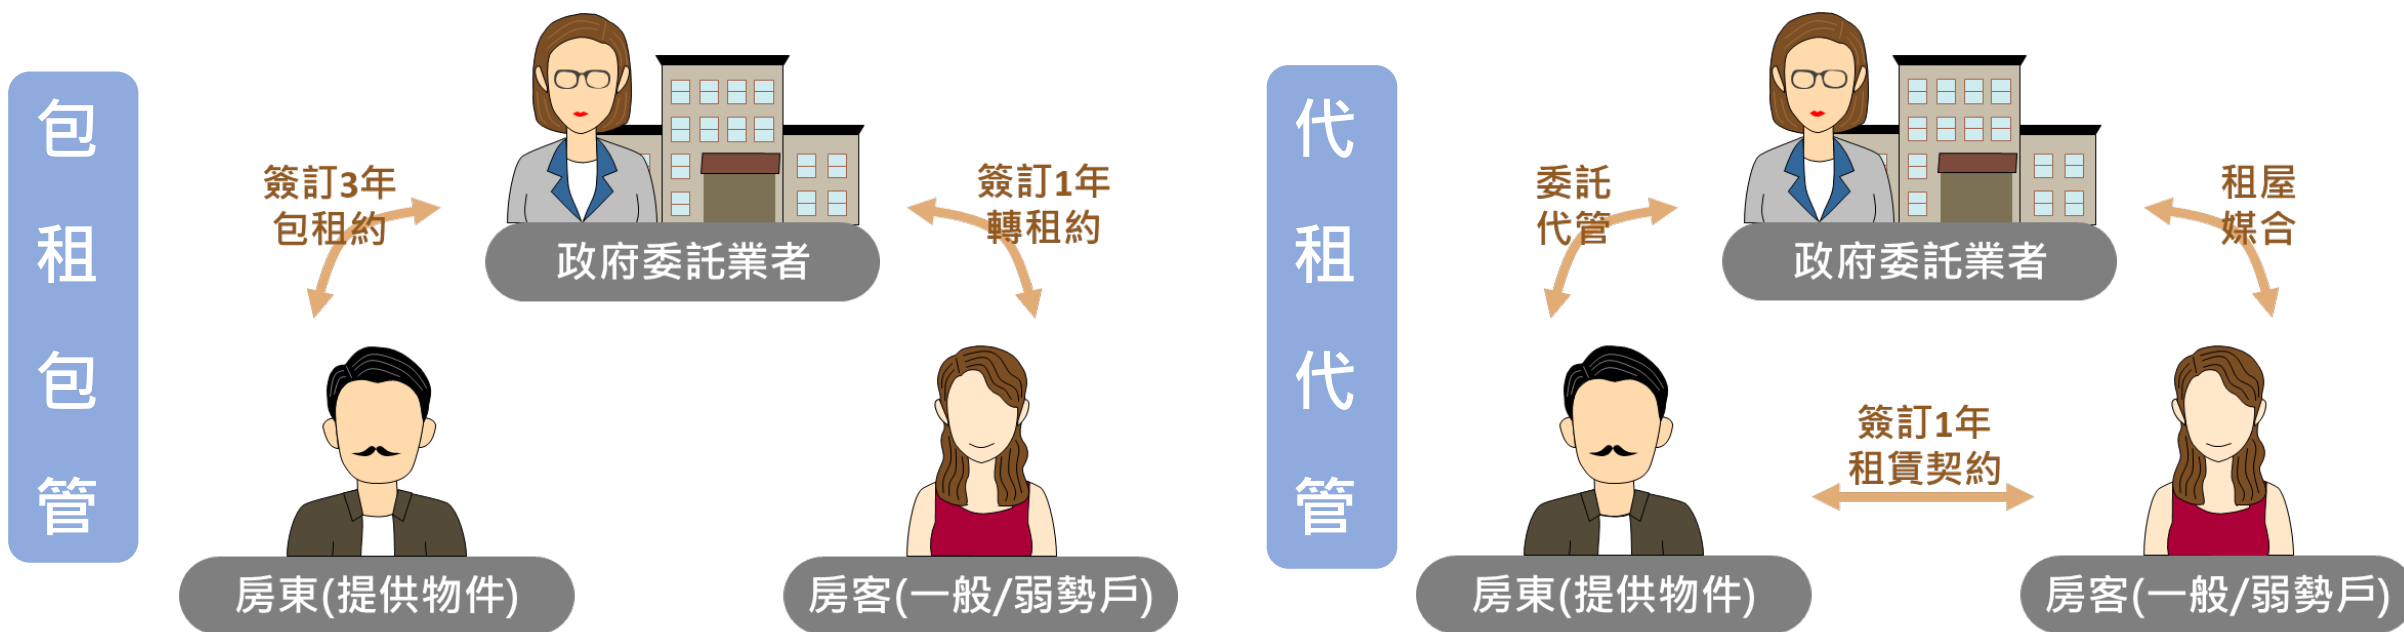 包租包管
簽訂3年
包租約
簽訂1年
轉租約
政府委託業者
房東(提供物件)
房客(一般/弱勢戶)
代租代管
委託
代管
租屋
媒合
政府委託業者
簽訂1年
租賃契約
房東(提供物件)
房客(一般/弱勢戶)